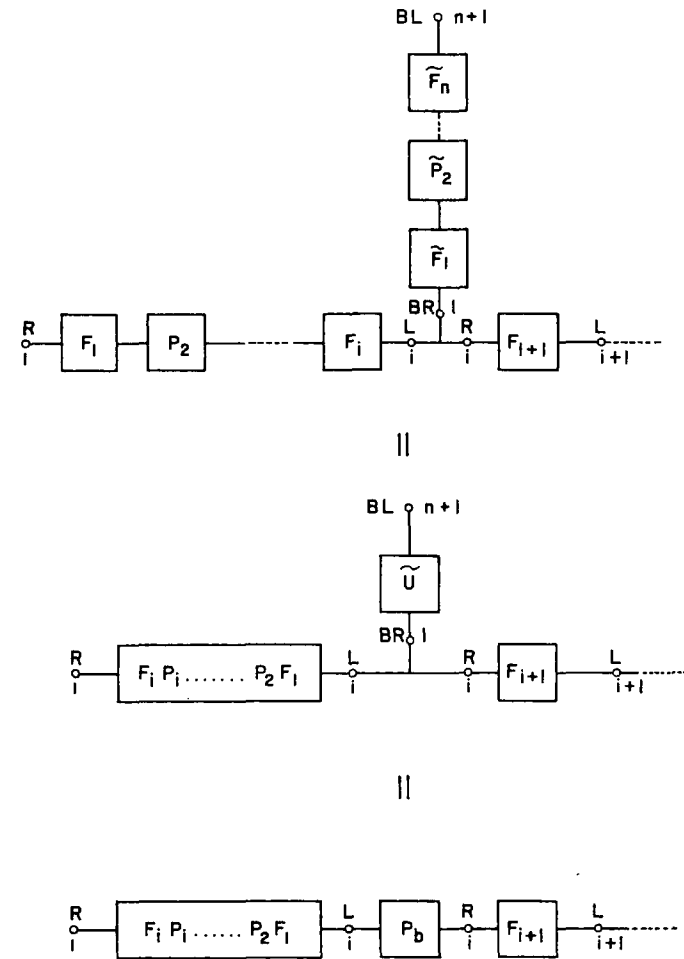 BL n+1
F̃n
P̃2
F̃1
BR 1
R L R L
F1 P2 Fi Fi+1
1 i i i+1
||
BL n+1
Ũ
BR 1
R L R L
Fi Pi ....... P2 F1 Fi+1
1 i i i+1
||
R L R L
Fi Pi ...... P2 F1 Pb Fi+1
1 i i i+1